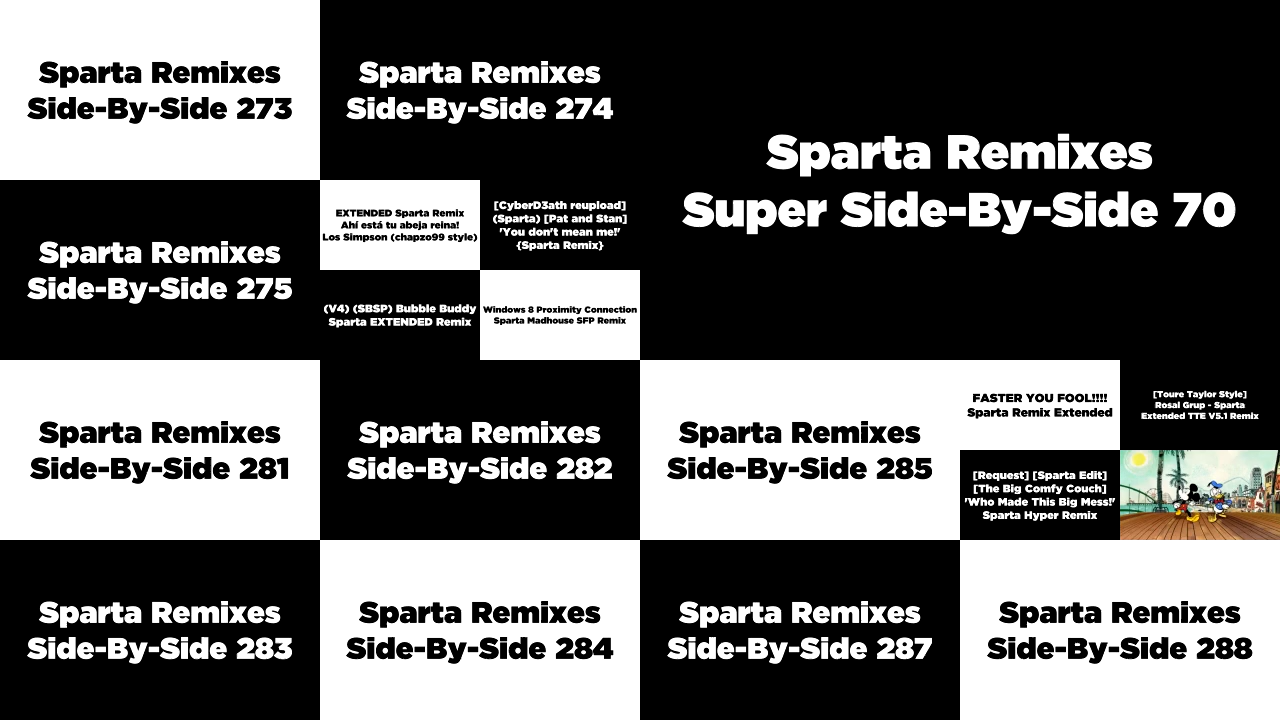 Sparta Remixes
Side-By-Side 273
Sparta Remixes
Side-By-Side 274
Sparta Remixes
Super Side-By-Side 70
Sparta Remixes
Side-By-Side 275
EXTENDED Sparta Remix
Ahí está tu abeja reina!
Los Simpson (chapzo99 style)
[CyberD3ath reupload]
(Sparta) [Pat and Stan]
'You don't mean me!'
{Sparta Remix}
(V4) (SBSP) Bubble Buddy
Sparta EXTENDED Remix
Windows 8 Proximity Connection
Sparta Madhouse SFP Remix
Sparta Remixes
Side-By-Side 281
Sparta Remixes
Side-By-Side 282
Sparta Remixes
Side-By-Side 285
FASTER YOU FOOL!!!!
Sparta Remix Extended
[Toure Taylor Style]
Rosal Grup - Sparta
Extended TTE V5.1 Remix
[Request] [Sparta Edit]
[The Big Comfy Couch]
'Who Made This Big Mess!'
Sparta Hyper Remix
Sparta Remixes
Side-By-Side 283
Sparta Remixes
Side-By-Side 284
Sparta Remixes
Side-By-Side 287
Sparta Remixes
Side-By-Side 288